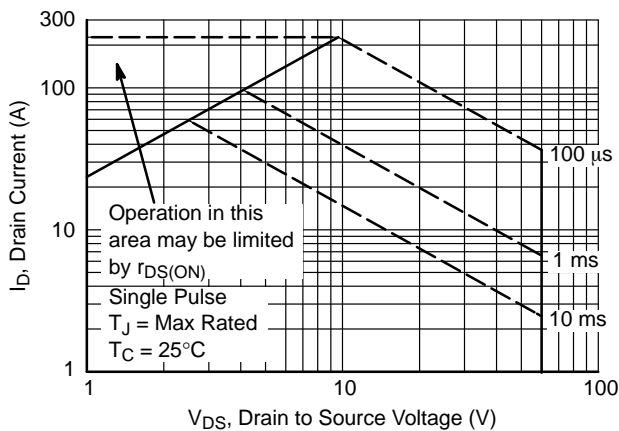 300
100
10
1
I_D, Drain Current (A)
100 μs
1 ms
10 ms
Operation in this
area may be limited
by r_DS(ON)
Single Pulse
T_J = Max Rated
T_C = 25°C
1
10
100
V_DS, Drain to Source Voltage (V)